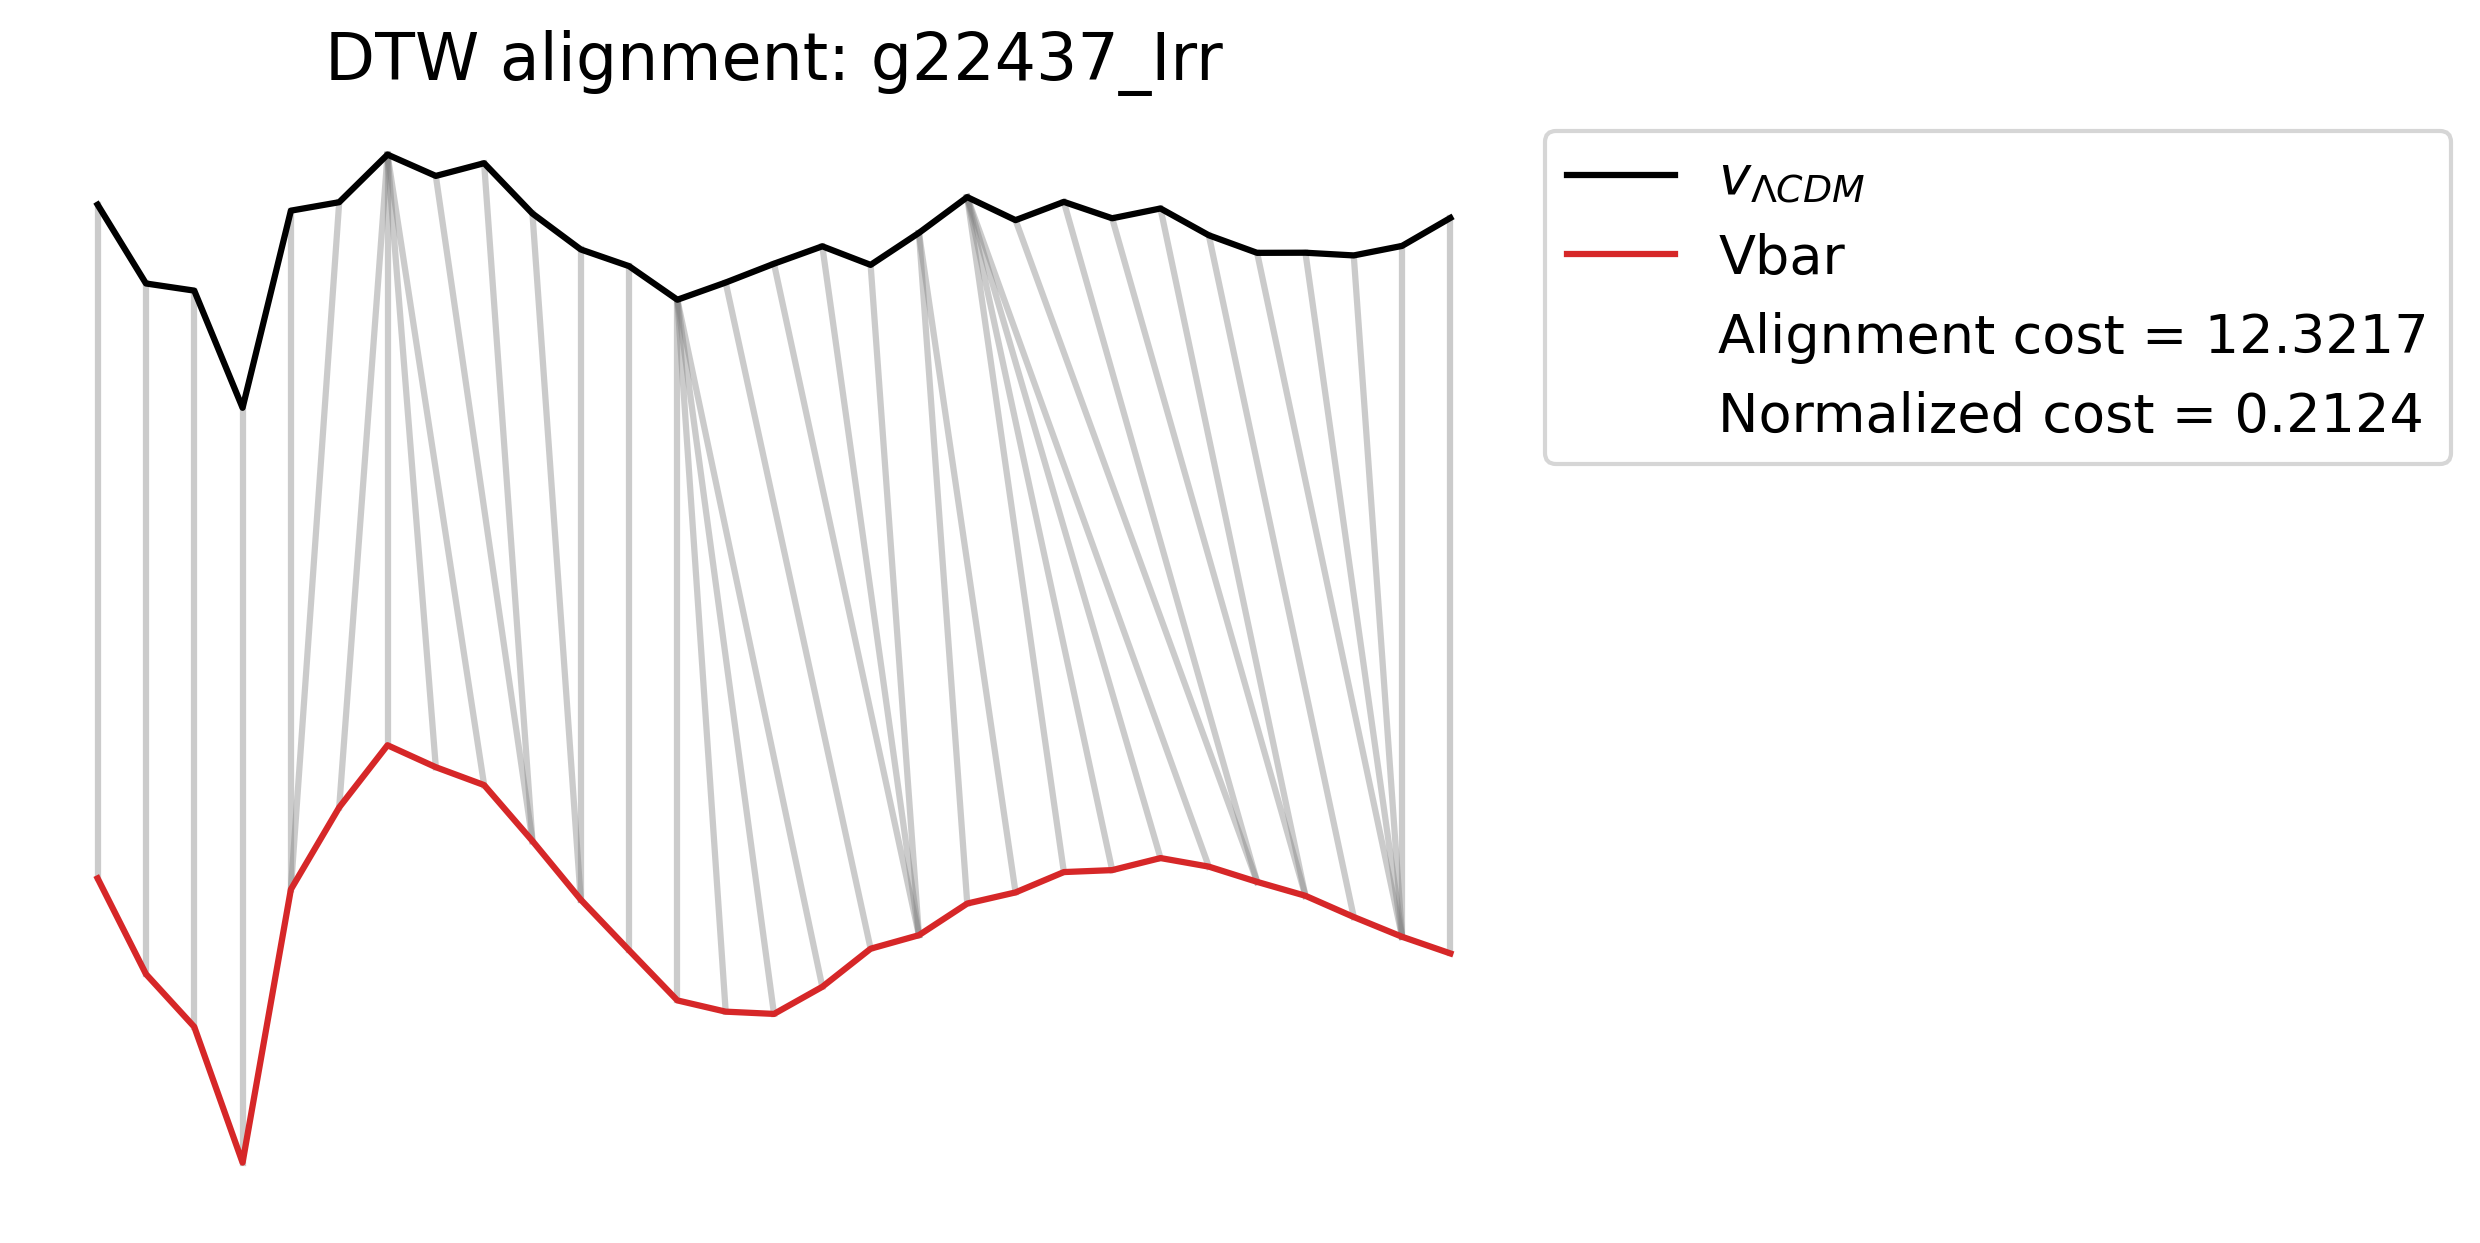 DTW alignment: g22437_Irr
v_ΛCDM
Vbar
Alignment cost = 12.3217
Normalized cost = 0.2124